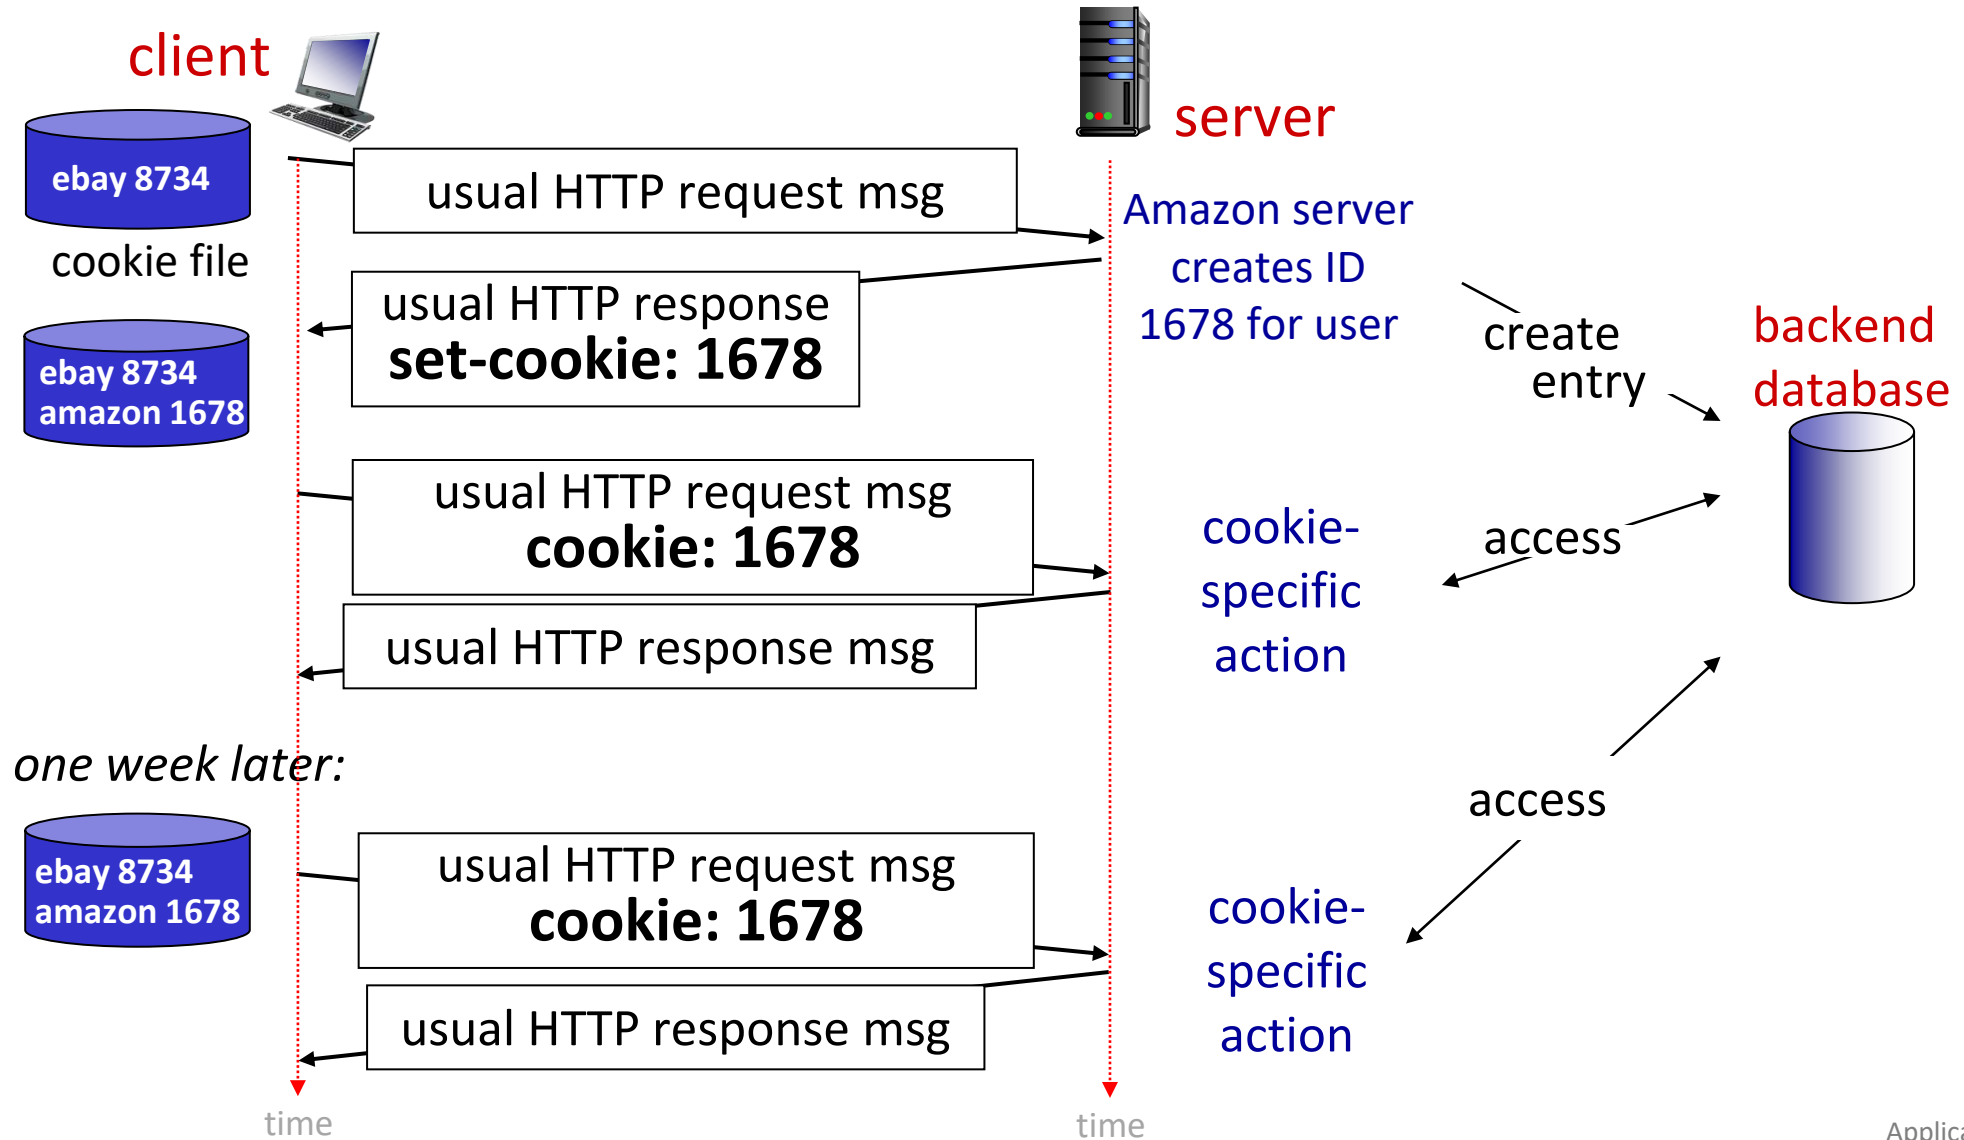 client
server
ebay 8734
cookie file
usual HTTP request msg
Amazon server
creates ID
1678 for user
usual HTTP response
set-cookie: 1678
create
entry
backend
database
ebay 8734
amazon 1678
usual HTTP request msg
cookie: 1678
cookie-
specific
action
access
usual HTTP response msg
one week later:
access
ebay 8734
amazon 1678
usual HTTP request msg
cookie: 1678
cookie-
specific
action
usual HTTP response msg
time
time